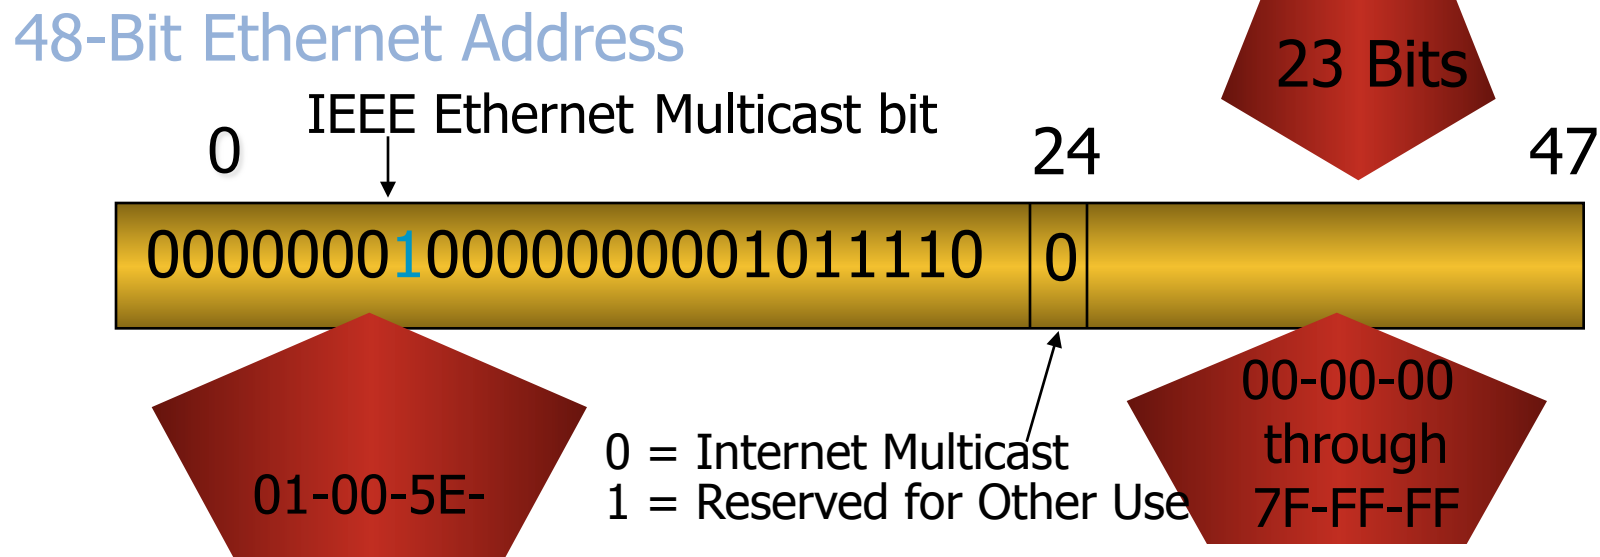 48-Bit Ethernet Address
23 Bits
IEEE Ethernet Multicast bit
0
24
47
000000010000000001011110
0
01-00-5E-
0 = Internet Multicast
1 = Reserved for Other Use
00-00-00
through
7F-FF-FF